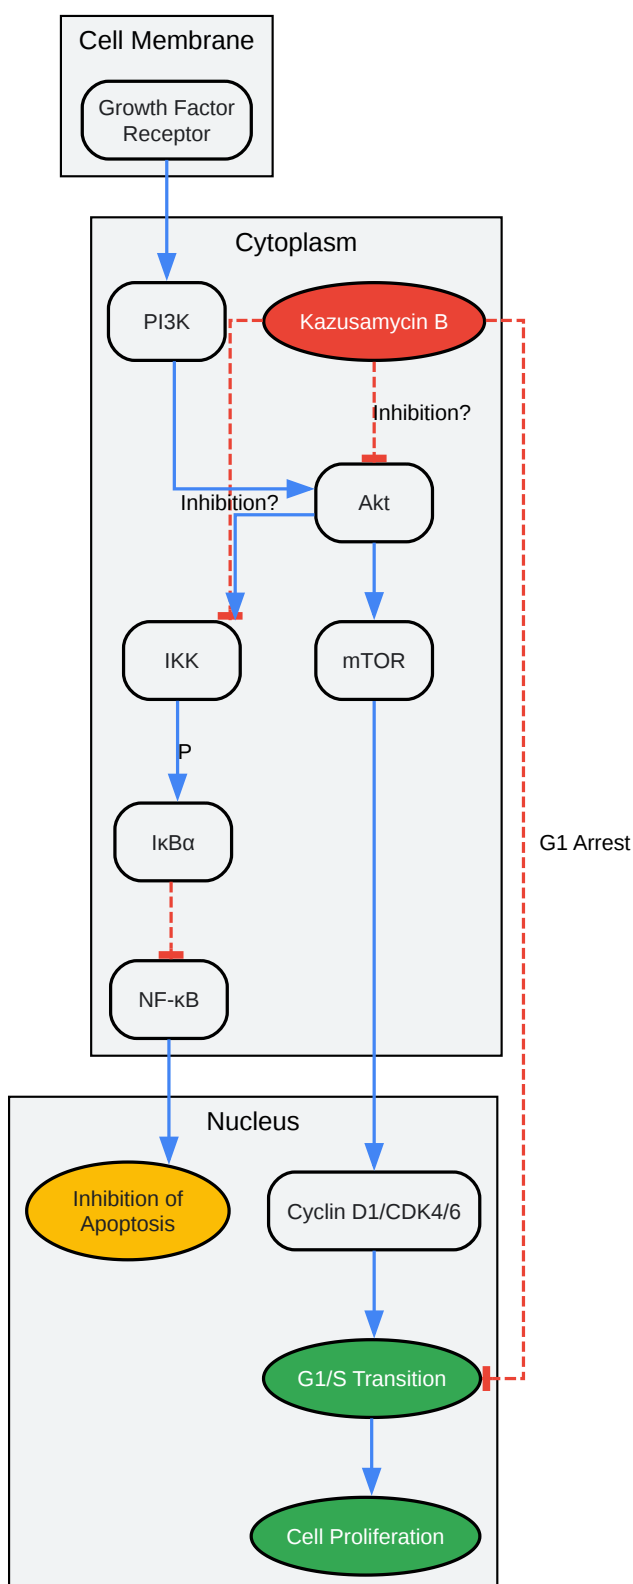 Cell Membrane
Growth Factor
Receptor
Cytoplasm
PI3K
Kazusamycin B
Inhibition?
Akt
Inhibition?
IKK
mTOR
P
IκBα
G1 Arrest
NF-κB
Nucleus
Inhibition of
Apoptosis
Cyclin D1/CDK4/6
G1/S Transition
Cell Proliferation